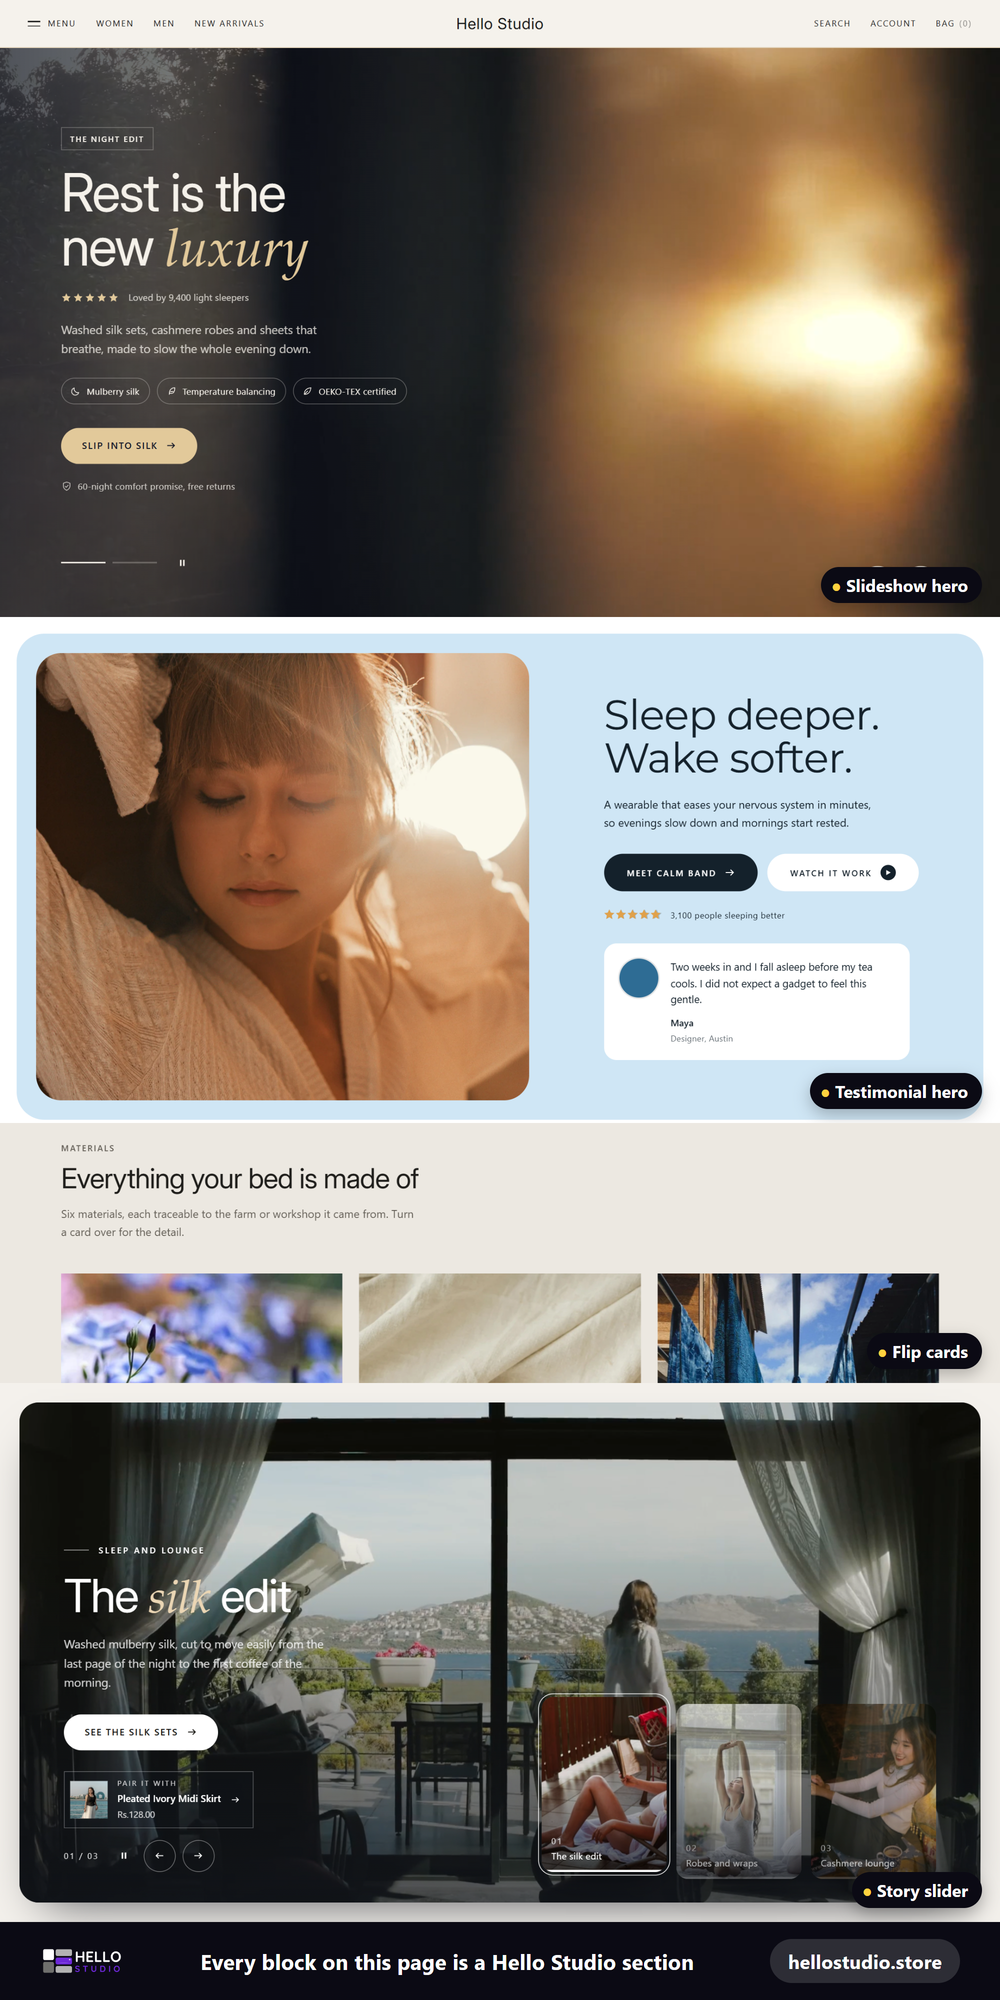 MENU WOMEN MEN NEW ARRIVALS
Hello Studio
SEARCH ACCOUNT BAG (0)
THE NIGHT EDIT
Rest is the
new luxury
Loved by 9,400 light sleepers
Washed silk sets, cashmere robes and sheets that
breathe, made to slow the whole evening down.
Mulberry silk
Temperature balancing
OEKO-TEX certified
SLIP INTO SILK
60-night comfort promise, free returns
Slideshow hero
Sleep deeper.
Wake softer.
A wearable that eases your nervous system in minutes,
so evenings slow down and mornings start rested.
MEET CALM BAND
WATCH IT WORK
3,100 people sleeping better
Two weeks in and I fall asleep before my tea
cools. I did not expect a gadget to feel this
gentle.
Maya
Designer, Austin
Testimonial hero
MATERIALS
Everything your bed is made of
Six materials, each traceable to the farm or workshop it came from. Turn
a card over for the detail.
Flip cards
SLEEP AND LOUNGE
The silk edit
Washed mulberry silk, cut to move easily from the
last page of the night to the first coffee of the
morning.
SEE THE SILK SETS
PAIR IT WITH
Pleated Ivory Midi Skirt
Rs.128.00
01 / 03
01
The silk edit
02
Robes and wraps
03
Cashmere lounge
Story slider
HELLO
STUDIO
Every block on this page is a Hello Studio section
hellostudio.store